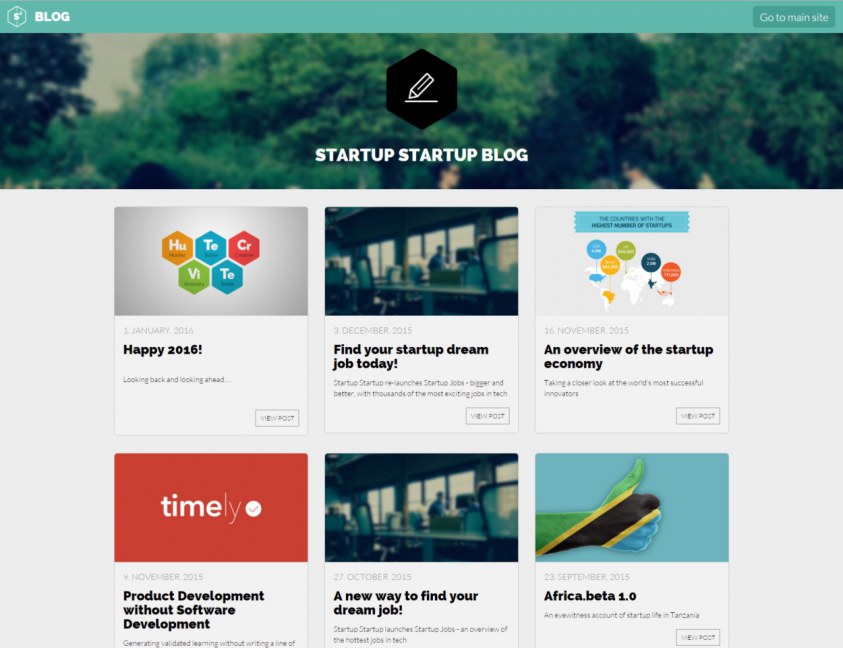 S
BLOG
Go to main site
STARTUP STARTUP BLOG
Hu
Te
Cr
Vi
Te
THE COUNTRIES WITH THE
HIGHEST NUMBER OF STARTUPS
1. JANUARY, 2016
Happy 2016!
Looking back and looking ahead...
VIEW POST
3. DECEMBER, 2015
Find your startup dream
job today!
Startup Startup re-launches Startup Jobs - bigger and
better, with thousands of the most exciting jobs in tech
VIEW POST
16. NOVEMBER, 2015
An overview of the startup
economy
Taking a closer look at the world's most successful
innovators
VIEW POST
timely
9. NOVEMBER, 2015
Product Development
without Software
Development
Generating validated learning without writing a line of
27. OCTOBER, 2015
A new way to find your
dream job!
Startup Startup launches Startup Jobs - an overview of
the hottest jobs in tech
23. SEPTEMBER, 2015
Africa.beta 1.0
An eyewitness account of startup life in Tanzania
VIEW POST